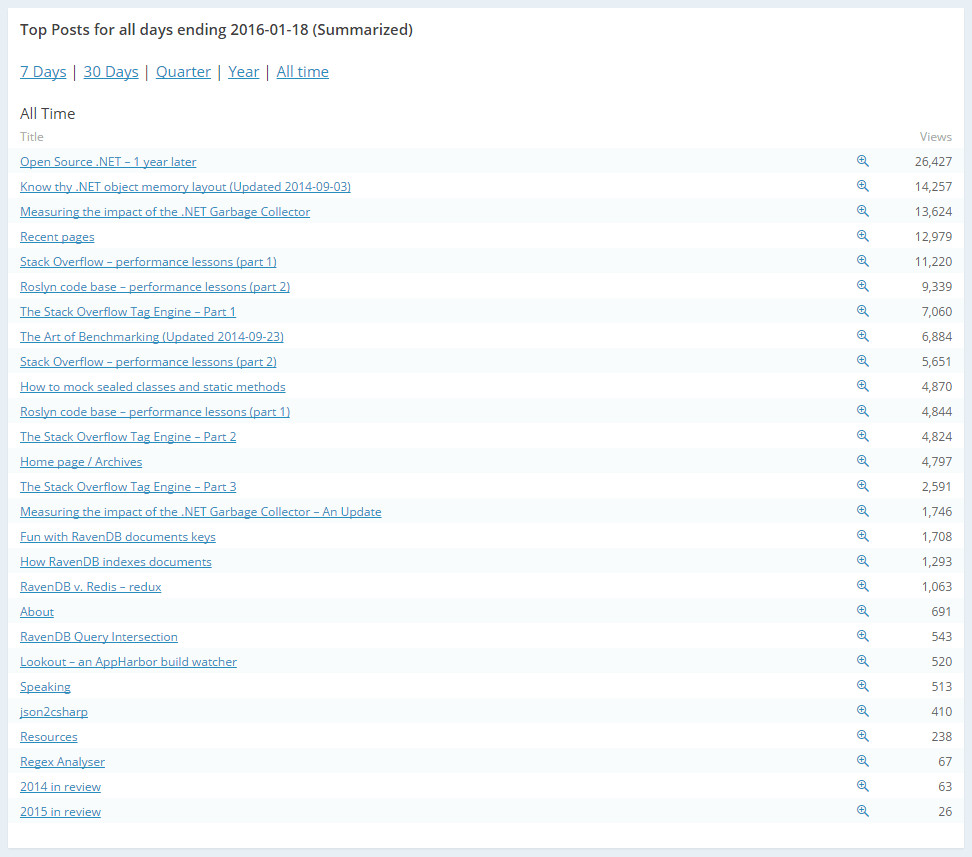 Top Posts for all days ending 2016-01-18 (Summarized)
7 Days | 30 Days | Quarter | Year | All time
All Time
Title Views
Open Source .NET – 1 year later 26,427
Know thy .NET object memory layout (Updated 2014-09-03) 14,257
Measuring the impact of the .NET Garbage Collector 13,624
Recent pages 12,979
Stack Overflow – performance lessons (part 1) 11,220
Roslyn code base – performance lessons (part 2) 9,339
The Stack Overflow Tag Engine – Part 1 7,060
The Art of Benchmarking (Updated 2014-09-23) 6,884
Stack Overflow – performance lessons (part 2) 5,651
How to mock sealed classes and static methods 4,870
Roslyn code base – performance lessons (part 1) 4,844
The Stack Overflow Tag Engine – Part 2 4,824
Home page / Archives 4,797
The Stack Overflow Tag Engine – Part 3 2,591
Measuring the impact of the .NET Garbage Collector – An Update 1,746
Fun with RavenDB documents keys 1,708
How RavenDB indexes documents 1,293
RavenDB v. Redis – redux 1,063
About 691
RavenDB Query Intersection 543
Lookout – an AppHarbor build watcher 520
Speaking 513
json2csharp 410
Resources 238
Regex Analyser 67
2014 in review 63
2015 in review 26